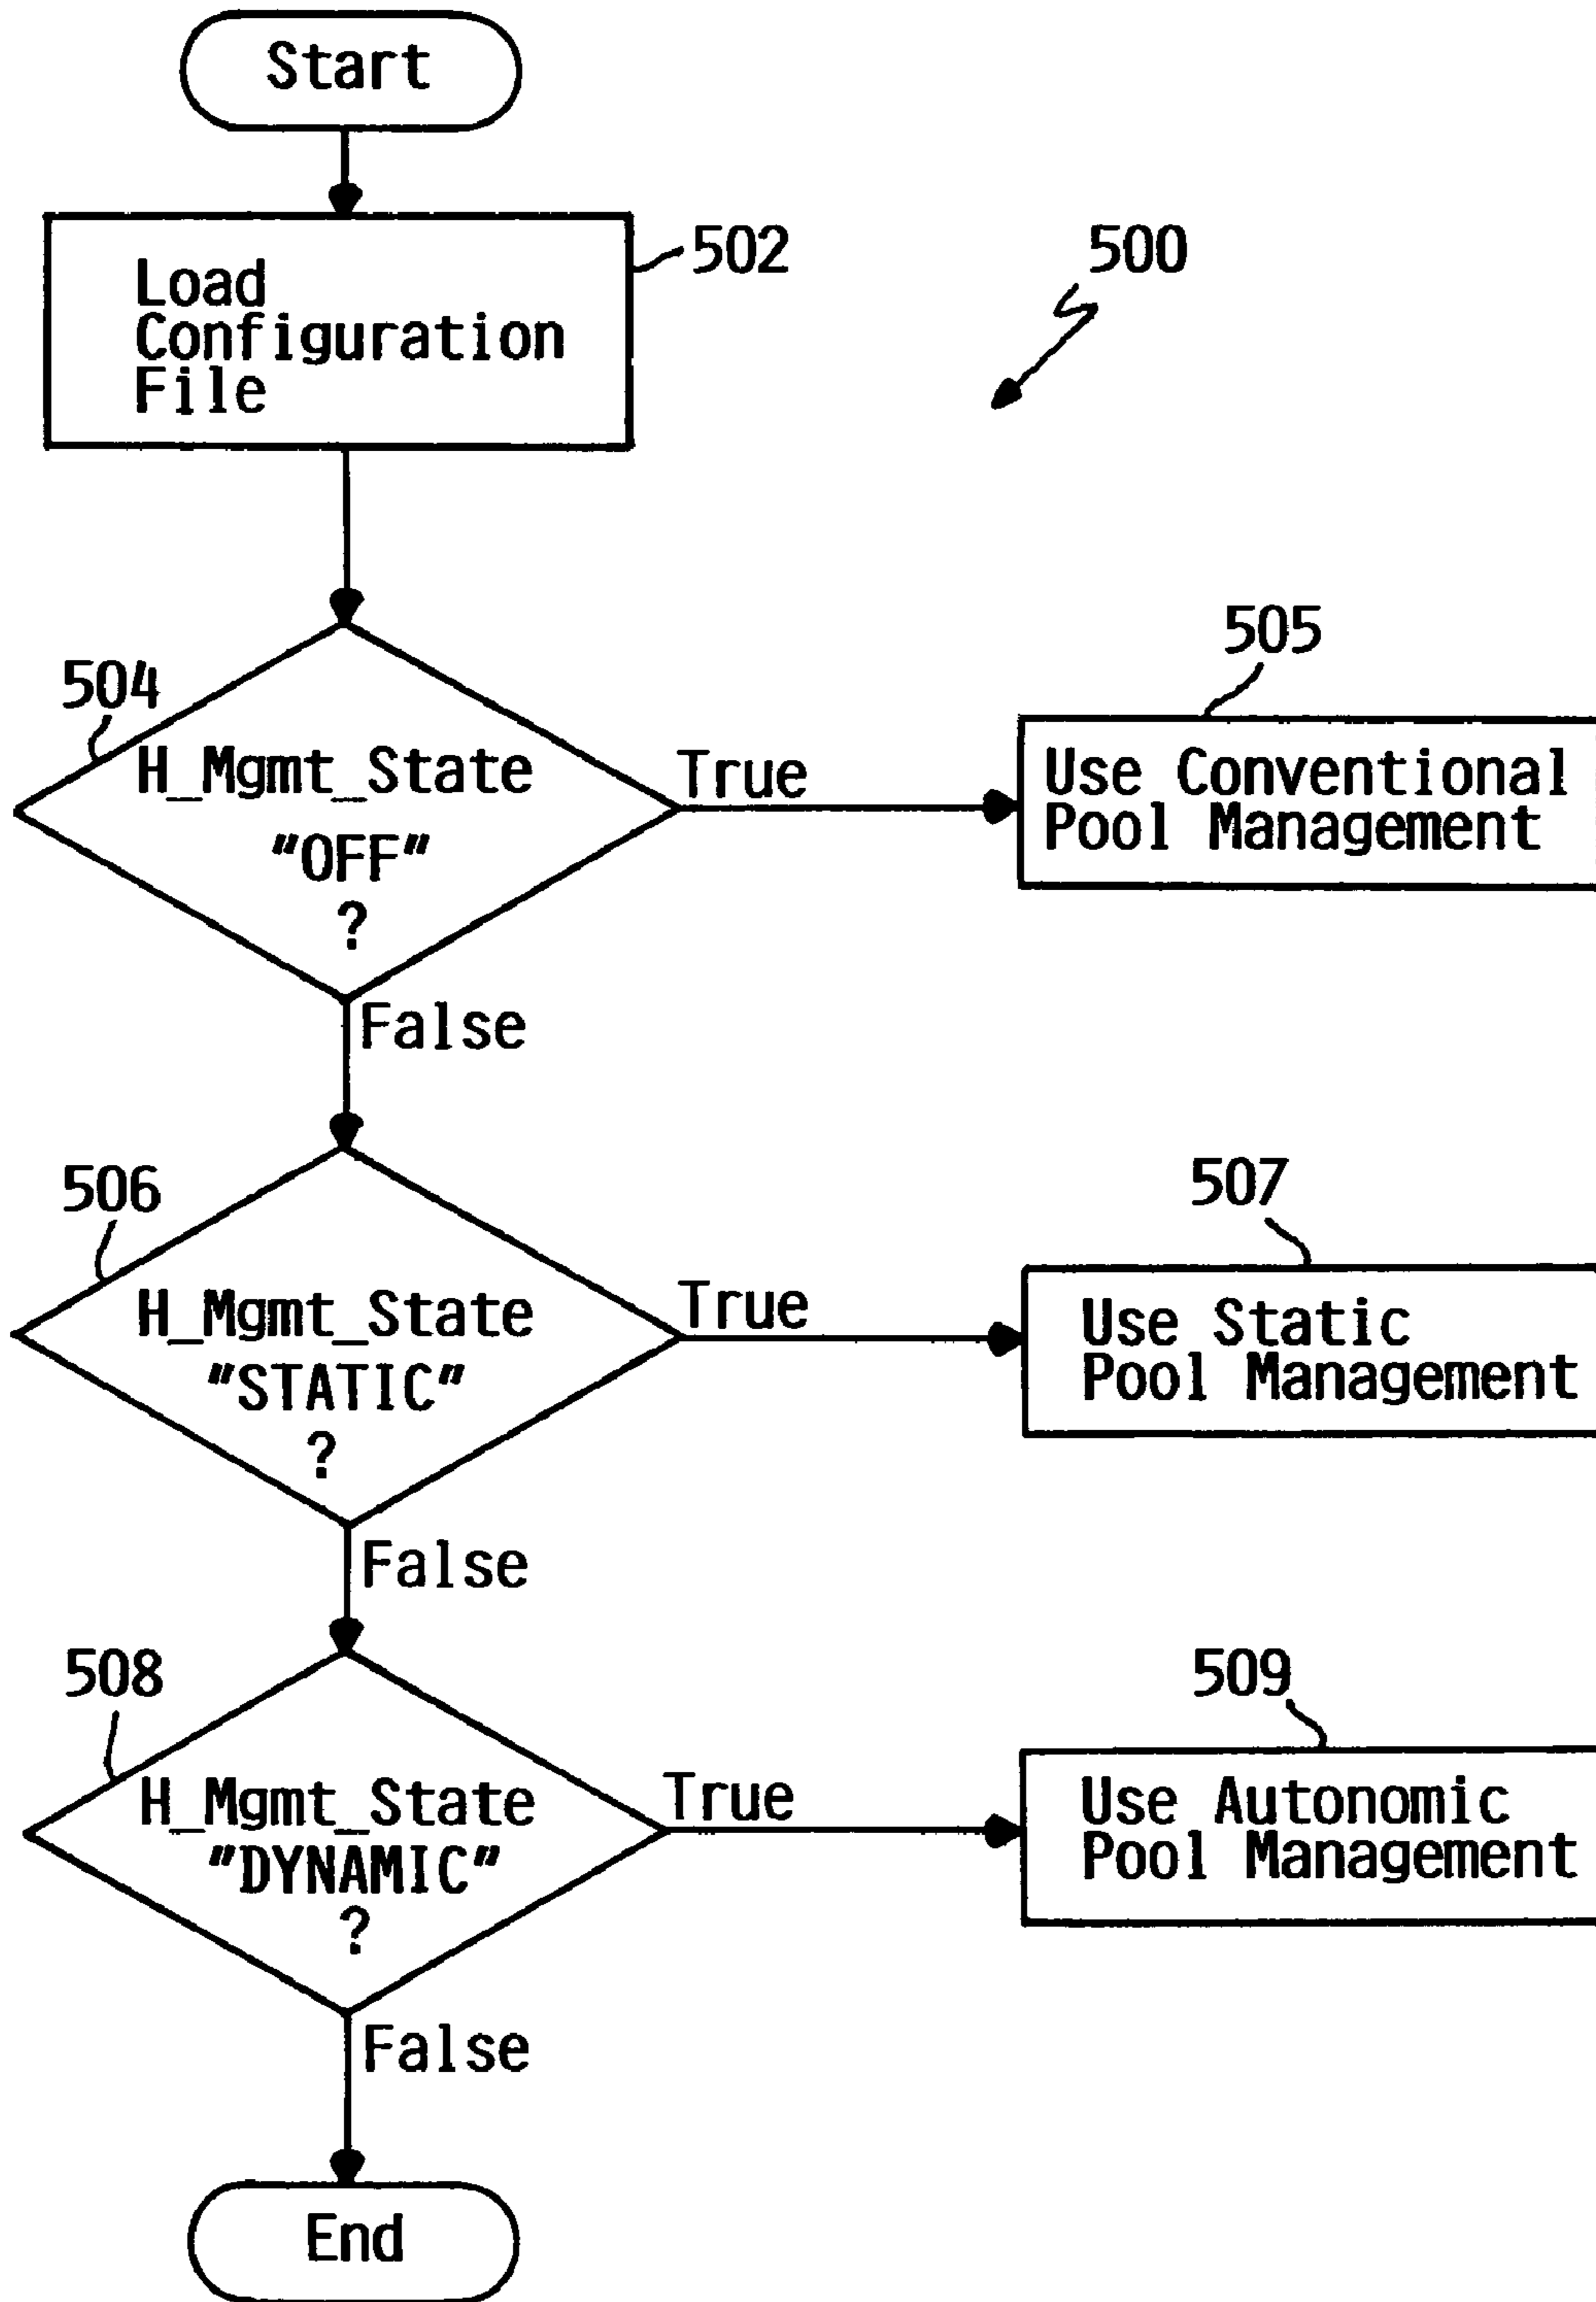 Start
502
500
Load
Configuration
File
505
504
H_Mgmt_State
"OFF"
?
True
Use Conventional
Pool Management
False
506
507
H_Mgmt_State
"STATIC"
?
True
Use Static
Pool Management
False
508
509
H_Mgmt_State
"DYNAMIC"
?
True
Use Autonomic
Pool Management
False
End